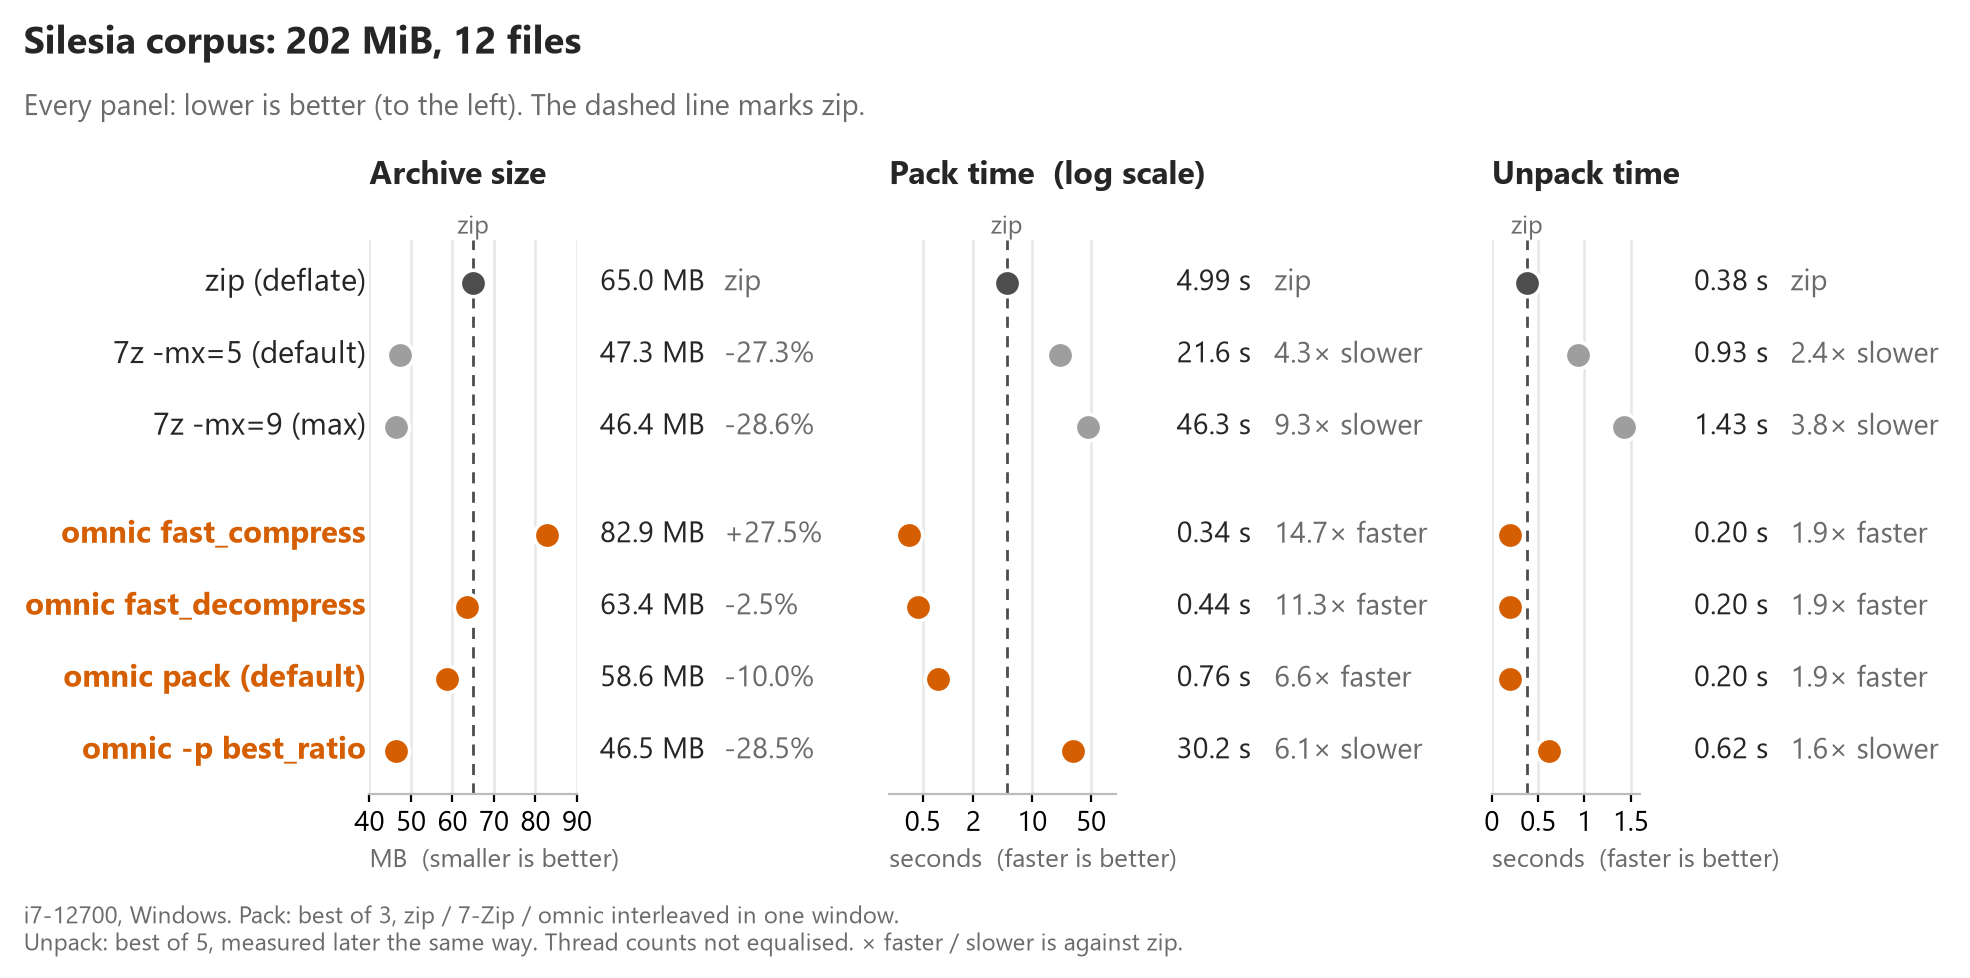 Silesia corpus: 202 MiB, 12 files
Every panel: lower is better (to the left). The dashed line marks zip.
Archive size Pack time (log scale) Unpack time
zip zip zip
zip (deflate) 65.0 MB zip 4.99 s zip 0.38 s zip
7z -mx=5 (default) 47.3 MB -27.3% 21.6 s 4.3× slower 0.93 s 2.4× slower
7z -mx=9 (max) 46.4 MB -28.6% 46.3 s 9.3× slower 1.43 s 3.8× slower
omnic fast_compress 82.9 MB +27.5% 0.34 s 14.7× faster 0.20 s 1.9× faster
omnic fast_decompress 63.4 MB -2.5% 0.44 s 11.3× faster 0.20 s 1.9× faster
omnic pack (default) 58.6 MB -10.0% 0.76 s 6.6× faster 0.20 s 1.9× faster
omnic -p best_ratio 46.5 MB -28.5% 30.2 s 6.1× slower 0.62 s 1.6× slower
40 50 60 70 80 90 0.5 2 10 50 0 0.5 1 1.5
MB (smaller is better) seconds (faster is better) seconds (faster is better)
i7-12700, Windows. Pack: best of 3, zip / 7-Zip / omnic interleaved in one window.
Unpack: best of 5, measured later the same way. Thread counts not equalised. × faster / slower is against zip.